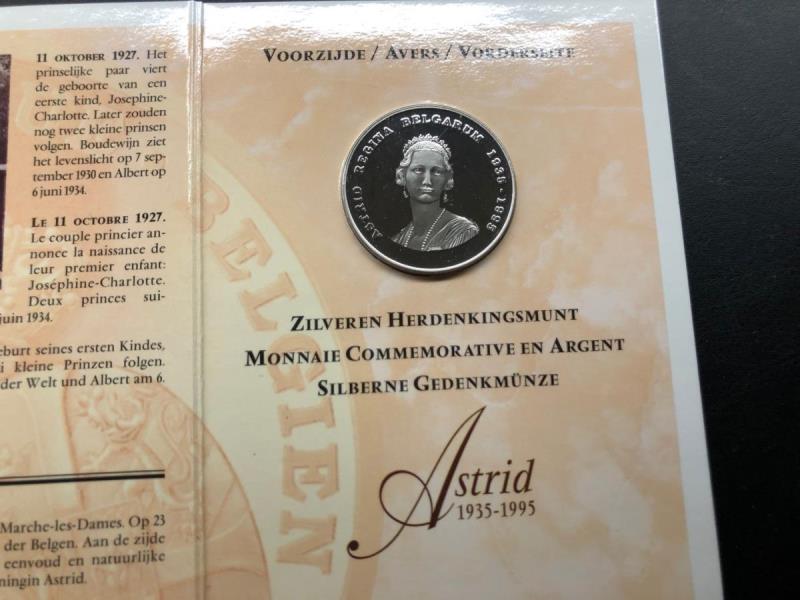 11 OKTOBER 1927. Het
prinselijke paar viert
de geboorte van een
eerste kind, Josephine-
Charlotte. Later zouden
nog twee kleine prinsen
volgen. Boudewijn ziet
het levenslicht op 7 sep-
tember 1930 en Albert op
6 juni 1934.
LE 11 OCTOBRE 1927.
Le couple princier an-
nonce la naissance de
leur premier enfant:
Joséphine-Charlotte.
Deux princes sui-
juin 1934.
eburt seines ersten Kindes,
i kleine Prinzen folgen.
der Welt und Albert am 6.
Marche-les-Dames. Op 23
der Belgen. Aan de zijde
eenvoud en natuurlijke
ningin Astrid.
VOORZIJDE / AVERS / VORDERSEITE
ASTRID REGINA BELGARUM 1935-1995
ZILVEREN HERDENKINGSMUNT
MONNAIE COMMEMORATIVE EN ARGENT
SILBERNE GEDENKMÜNZE
Astrid
1935-1995
BELGIEN